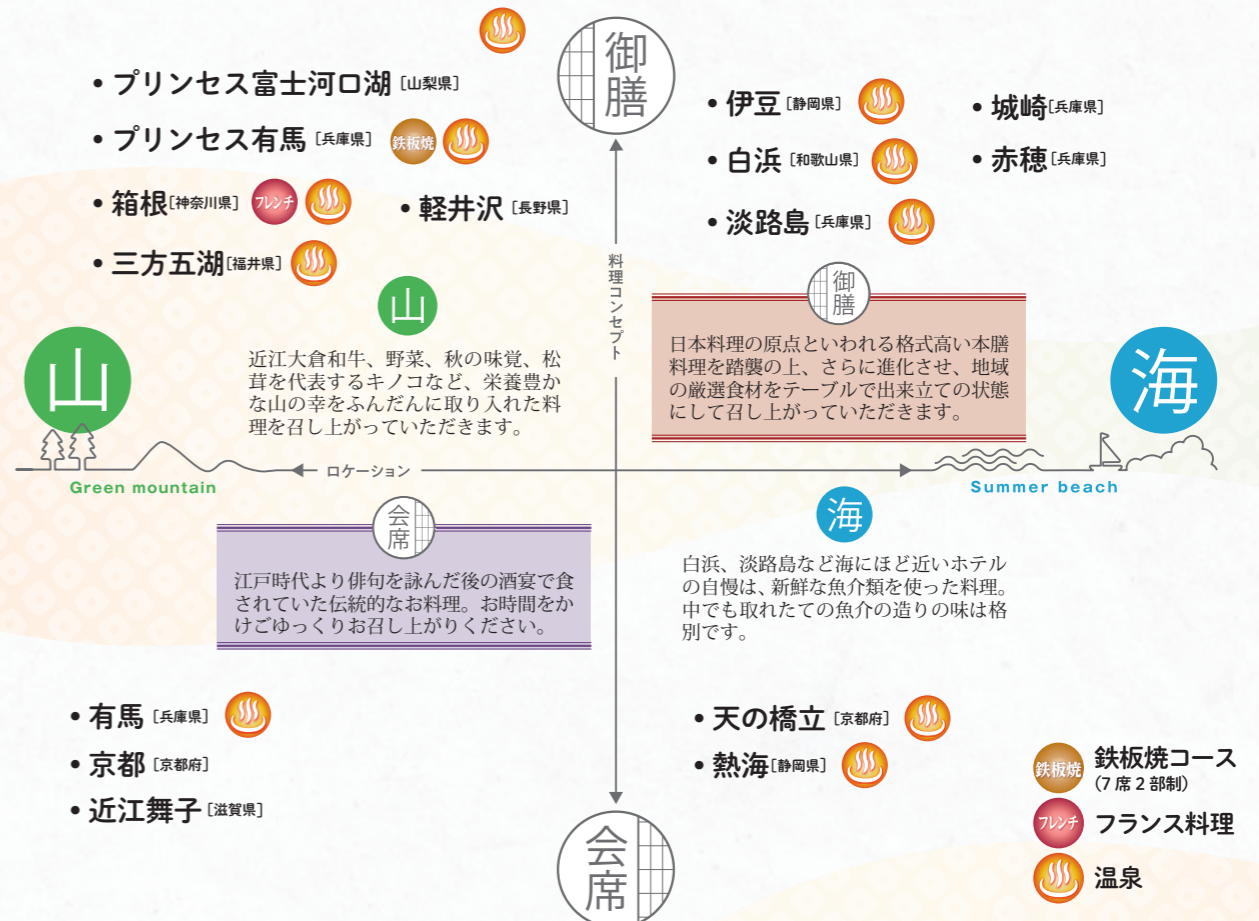 御膳
・プリンセス富士河口湖 [山梨県]
・プリンセス有馬 [兵庫県] 鉄板焼
・箱根 [神奈川県] フレンチ
・軽井沢 [長野県]
・三方五湖 [福井県]
・伊豆 [静岡県]
・城崎 [兵庫県]
・白浜 [和歌山県]
・赤穂 [兵庫県]
・淡路島 [兵庫県]
料理コンセプト
山
山
近江大倉和牛、野菜、秋の味覚、松
茸を代表するキノコなど、栄養豊か
な山の幸をふんだんに取り入れた料
理を召し上がっていただきます。
御膳
日本料理の原点といわれる格式高い本膳
料理を踏襲の上、さらに進化させ、地域
の厳選食材をテーブルで出来立ての状態
にして召し上がっていただきます。
海
Green mountain
ロケーション
Summer beach
会席
江戸時代より俳句を詠んだ後の酒宴で食
されていた伝統的なお料理。お時間をか
けごゆっくりお召し上がりください。
海
白浜、淡路島など海にほど近いホテル
の自慢は、新鮮な魚介類を使った料理。
中でも取れたての魚介の造りの味は格
別です。
・有馬 [兵庫県]
・京都 [京都府]
・近江舞子 [滋賀県]
・天の橋立 [京都府]
・熱海 [静岡県]
会席
鉄板焼 鉄板焼コース
(7席2部制)
フレンチ フランス料理
温泉